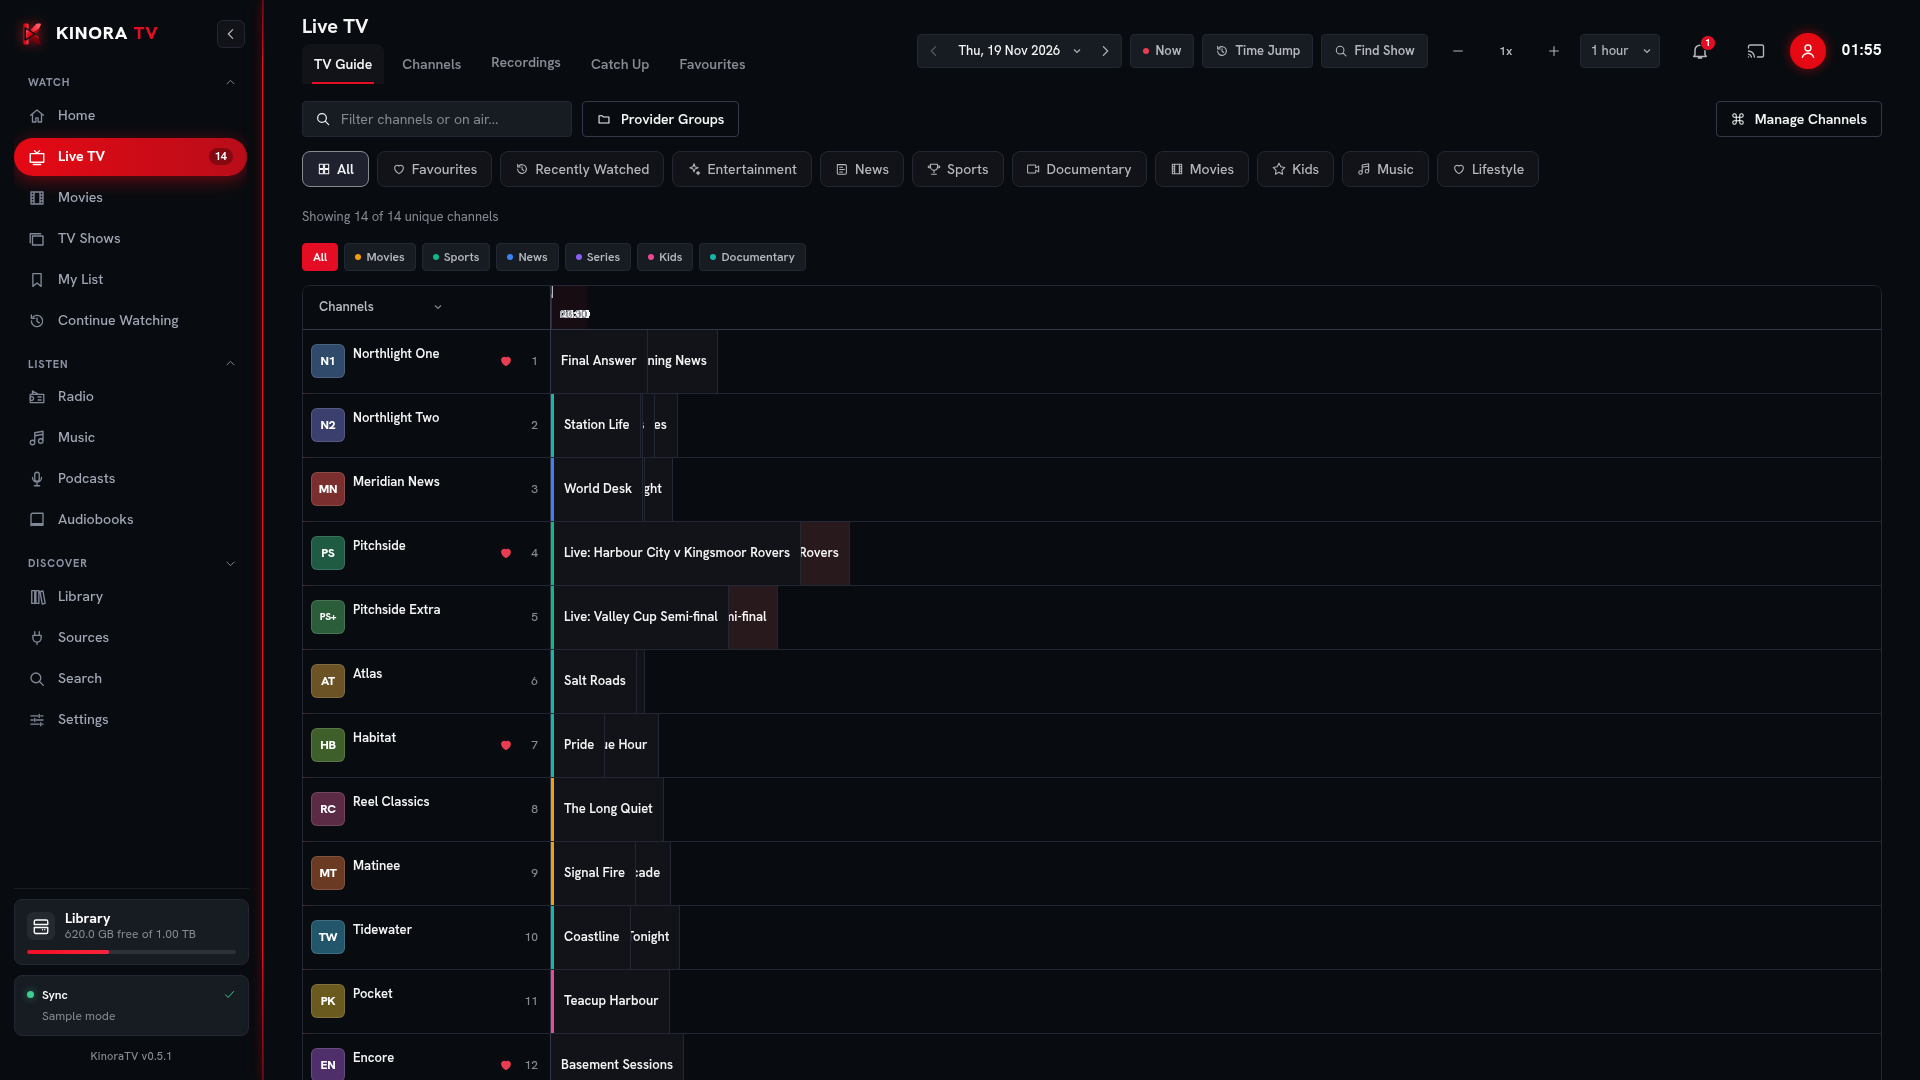 KINORA TV
WATCH
Home
Live TV 14
Movies
TV Shows
My List
Continue Watching
LISTEN
Radio
Music
Podcasts
Audiobooks
DISCOVER
Library
Sources
Search
Settings
Library
620.0 GB free of 1.00 TB
Sync
Sample mode
KinoraTV v0.5.1
Live TV
TV Guide Channels Recordings Catch Up Favourites
Thu, 19 Nov 2026 Now Time Jump Find Show 1x 1 hour 1 01:55
Filter channels or on air...
Provider Groups
Manage Channels
All Favourites Recently Watched Entertainment News Sports Documentary Movies Kids Music Lifestyle
Showing 14 of 14 unique channels
All Movies Sports News Series Kids Documentary
Channels
N1 Northlight One 1 Final Answer ning News
N2 Northlight Two 2 Station Life es
MN Meridian News 3 World Desk ght
PS Pitchside 4 Live: Harbour City v Kingsmoor Rovers Rovers
PS+ Pitchside Extra 5 Live: Valley Cup Semi-final ni-final
AT Atlas 6 Salt Roads
HB Habitat 7 Pride ue Hour
RC Reel Classics 8 The Long Quiet
MT Matinee 9 Signal Fire cade
TW Tidewater 10 Coastline Tonight
PK Pocket 11 Teacup Harbour
EN Encore 12 Basement Sessions